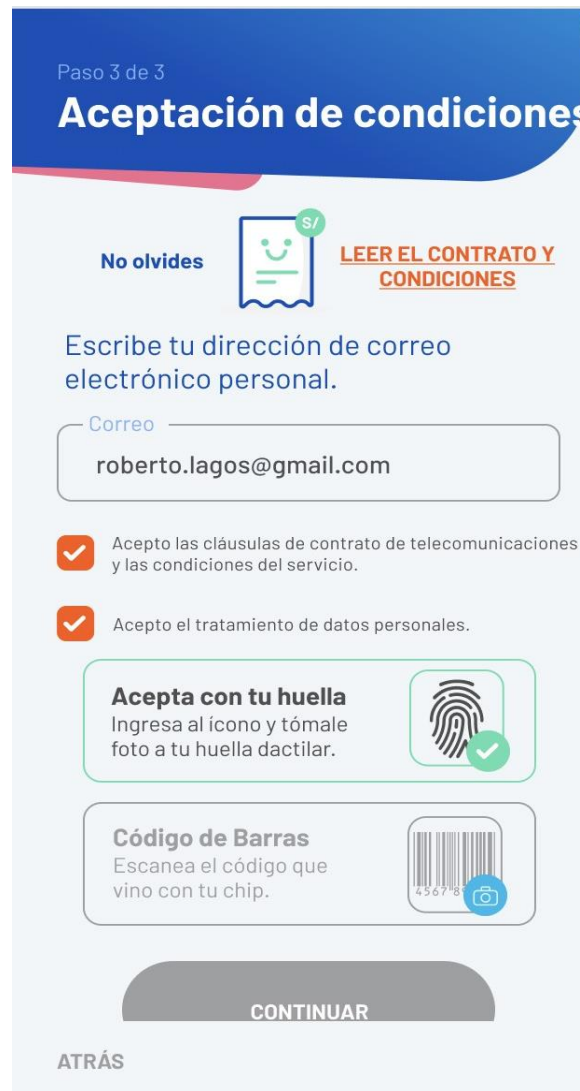 Paso 3 de 3
Aceptación de condiciones
S/
No olvides
LEER EL CONTRATO Y
CONDICIONES
Escribe tu dirección de correo
electrónico personal.
Correo
roberto.lagos@gmail.com
Acepto las cláusulas de contrato de telecomunicaciones
y las condiciones del servicio.
Acepto el tratamiento de datos personales.
Acepta con tu huella
Ingresa al ícono y tómale
foto a tu huella dactilar.
Código de Barras
Escanea el código que
vino con tu chip.
4567 8
CONTINUAR
ATRÁS